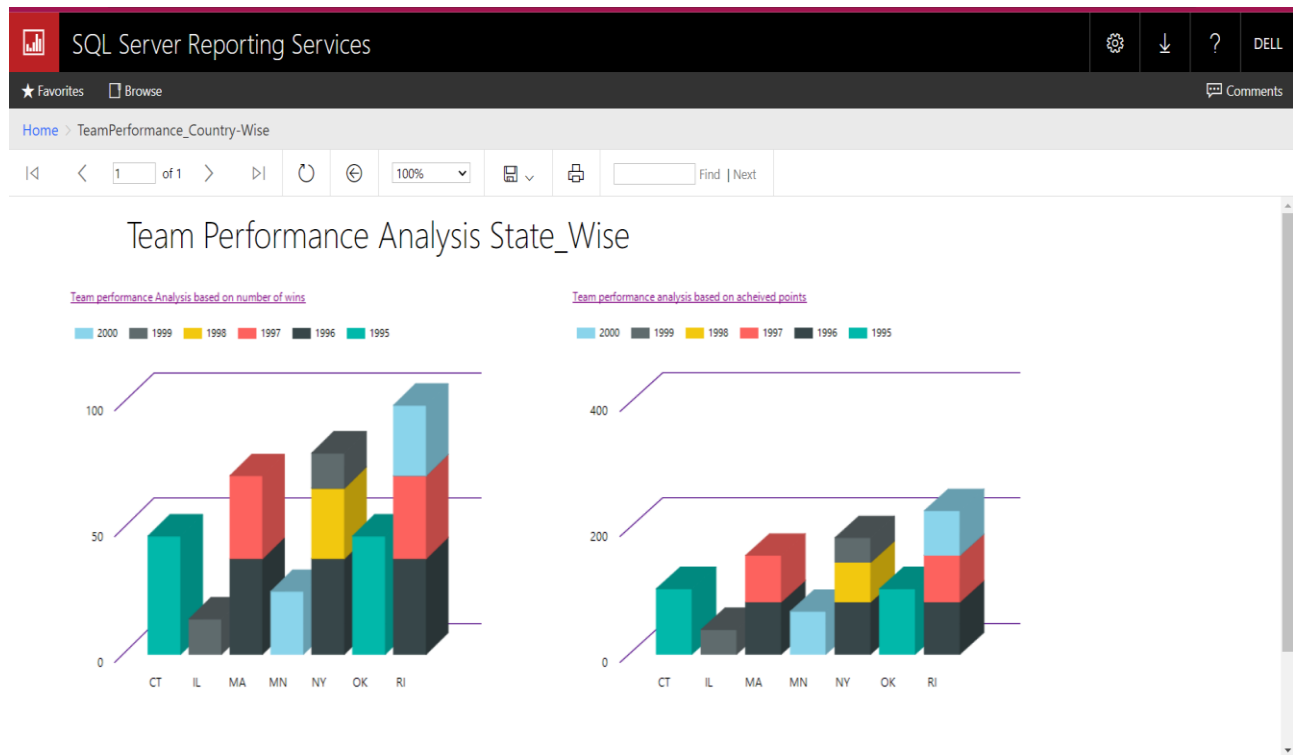 SQL Server Reporting Services
? DELL
Favorites Browse Comments
Home > TeamPerformance_Country-Wise
1 of 1 100% Find | Next
Team Performance Analysis State_Wise
Team performance Analysis based on number of wins
2000 1999 1998 1997 1996 1995
100
50
0
CT IL MA MN NY OK RI
Team performance analysis based on acheived points
2000 1999 1998 1997 1996 1995
400
200
0
CT IL MA MN NY OK RI